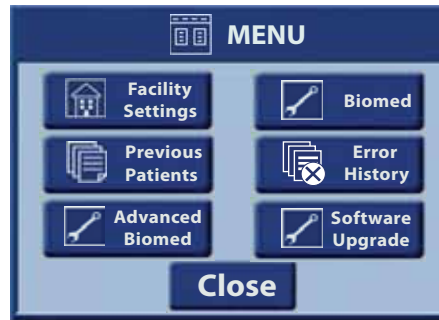 MENU
Facility
Settings
Biomed
Previous
Patients
Error
History
Advanced
Biomed
Software
Upgrade
Close